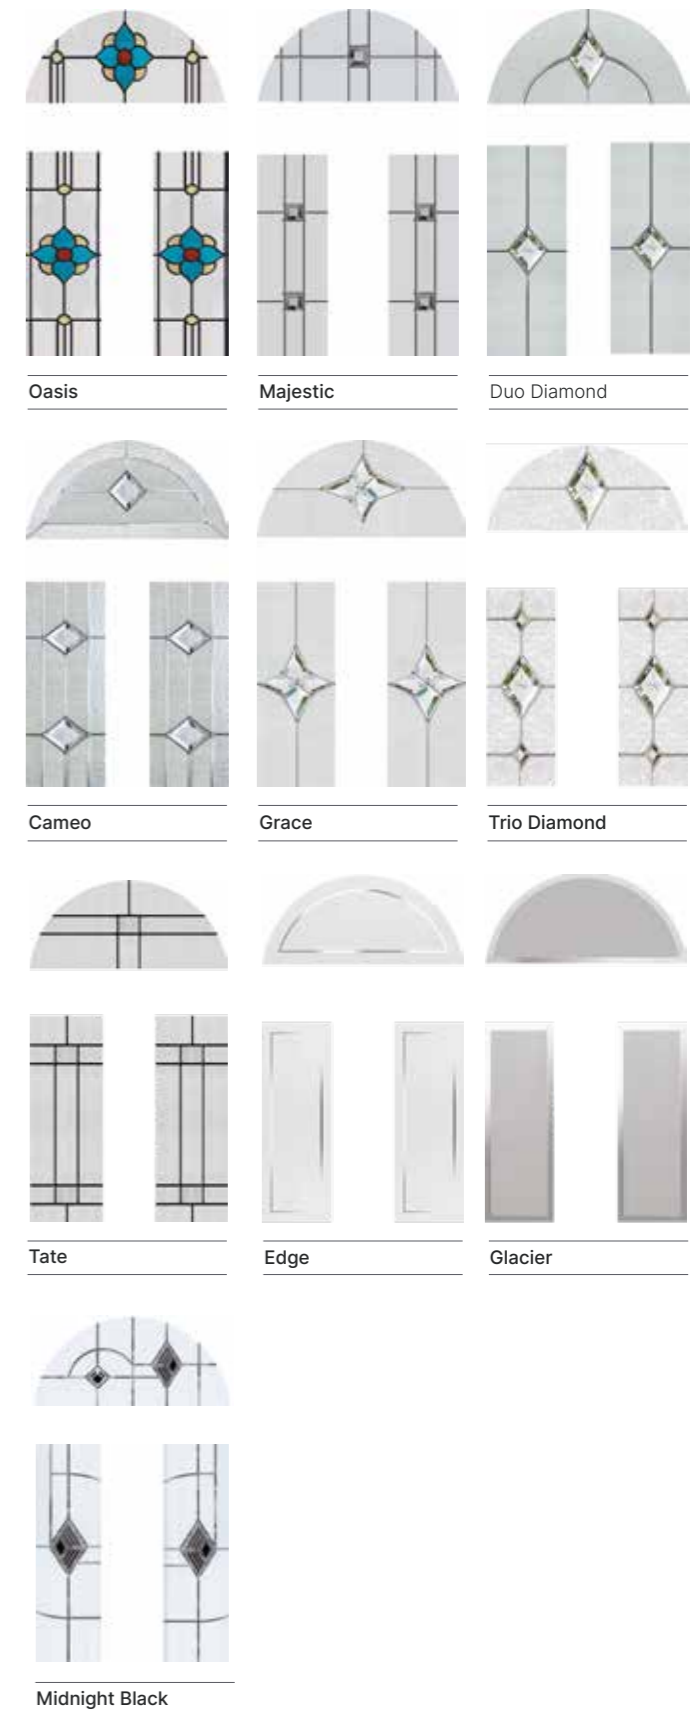 Oasis
Majestic
Duo Diamond
Cameo
Grace
Trio Diamond
Tate
Edge
Glacier
Midnight Black